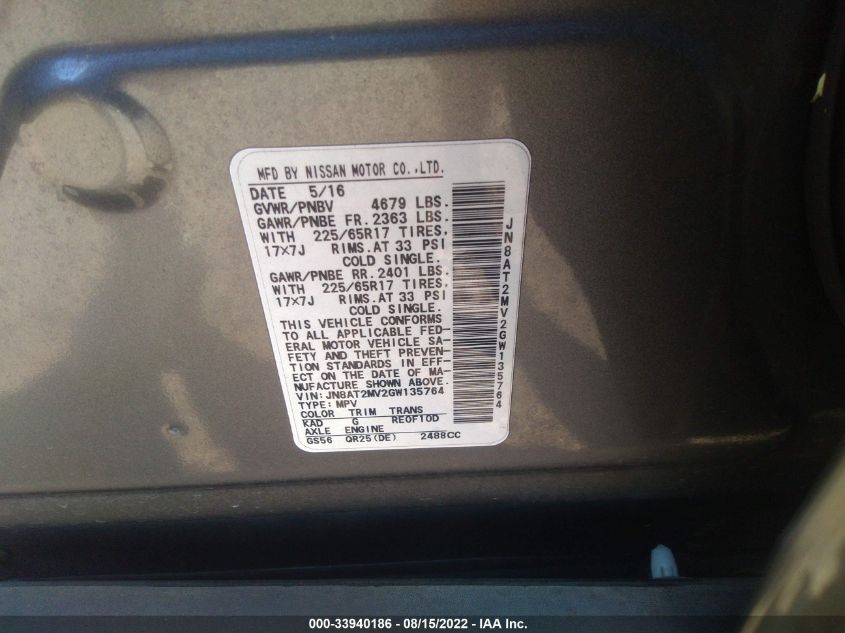 MFD BY NISSAN MOTOR CO.,LTD.
DATE 5/16
GVWR/PNBV 4679 LBS.
GAWR/PNBE FR. 2363 LBS.
WITH 225/65R17 TIRES,
17×7J RIMS.AT 33 PSI
COLD SINGLE.
GAWR/PNBE RR. 2401 LBS.
WITH 225/65R17 TIRES,
17×7J RIMS.AT 33 PSI
COLD SINGLE.
THIS VEHICLE CONFORMS
TO ALL APPLICABLE FED-
ERAL MOTOR VEHICLE SA-
FETY AND THEFT PREVEN-
TION STANDARDS IN EFF-
ECT ON THE DATE OF MA-
NUFACTURE SHOWN ABOVE.
VIN:JN8AT2MV2GW135764
TYPE:MPV
COLOR TRIM TRANS
KAD G RE0F10D
AXLE ENGINE
GS56 QR25(DE) 2488CC
JN8AT2MV2GW135764
000-33940186 - 08/15/2022 - IAA Inc.